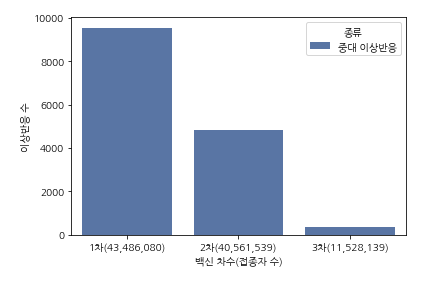 10000
8000
6000
4000
2000
0
이상반응 수
종류
중대 이상반응
1차(43,486,080)
2차(40,561,539)
3차(11,528,139)
백신 차수(접종자 수)